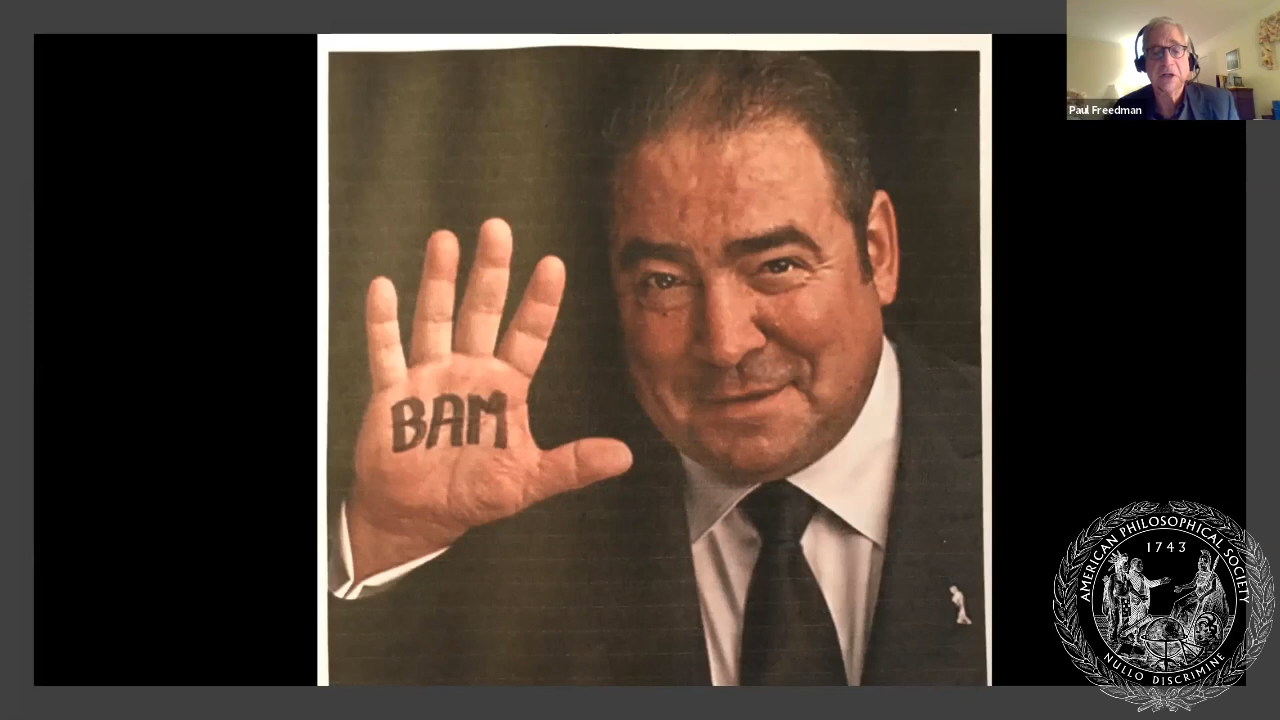 Paul Freedman
BAM
AMERICAN PHILOSOPHICAL SOCIETY
1743
NULLO DISCRIMINE